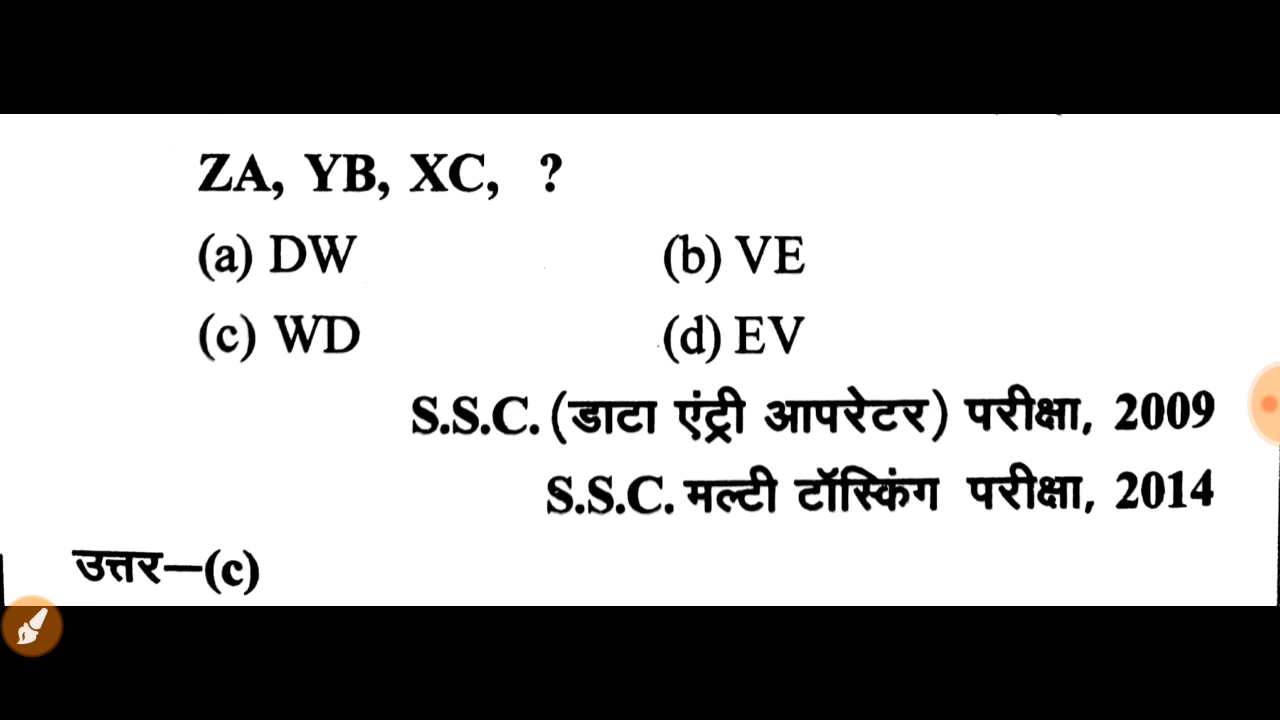 ZA, YB, XC, ?
(a) DW (b) VE
(c) WD (d) EV
S.S.C. (डाटा एंट्री आपरेटर) परीक्षा, 2009
S.S.C. मल्टी टॉस्किंग परीक्षा, 2014
उत्तर—(c)